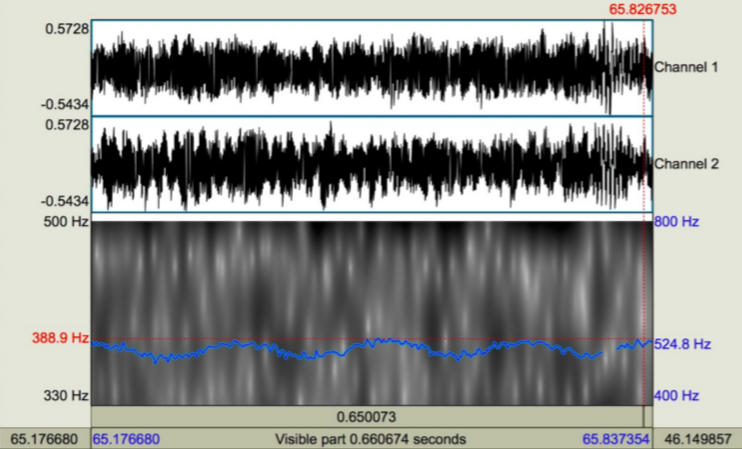 65.826753
0.5728
Channel 1
-0.5434
0.5728
Channel 2
-0.5434
500 Hz 800 Hz
388.9 Hz 524.8 Hz
330 Hz 400 Hz
0.650073
65.176680 65.176680 Visible part 0.660674 seconds 65.837354 46.149857